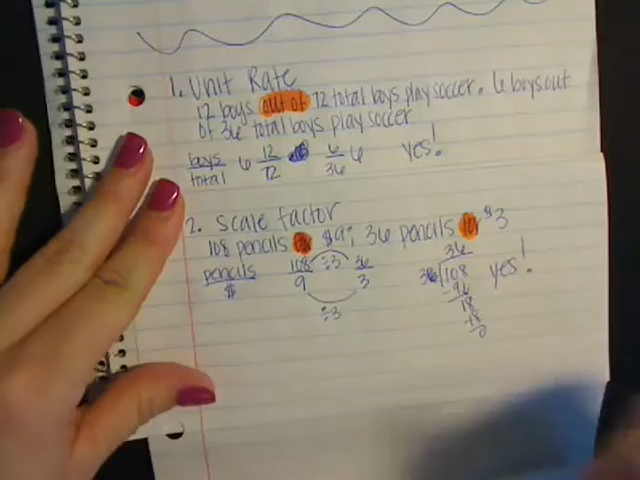 1. Unit Rate
12 boys out of 72 total boys play soccer. 6 boys out
of 36 total boys play soccer
boys/total 6 12/72 6/36 6 yes!
2. Scale factor
108 pencils for $9; 36 pencils for $3
pencils/$ 108/9 ÷3 36/3 yes!
÷3
36
108
-9
18
-18
0